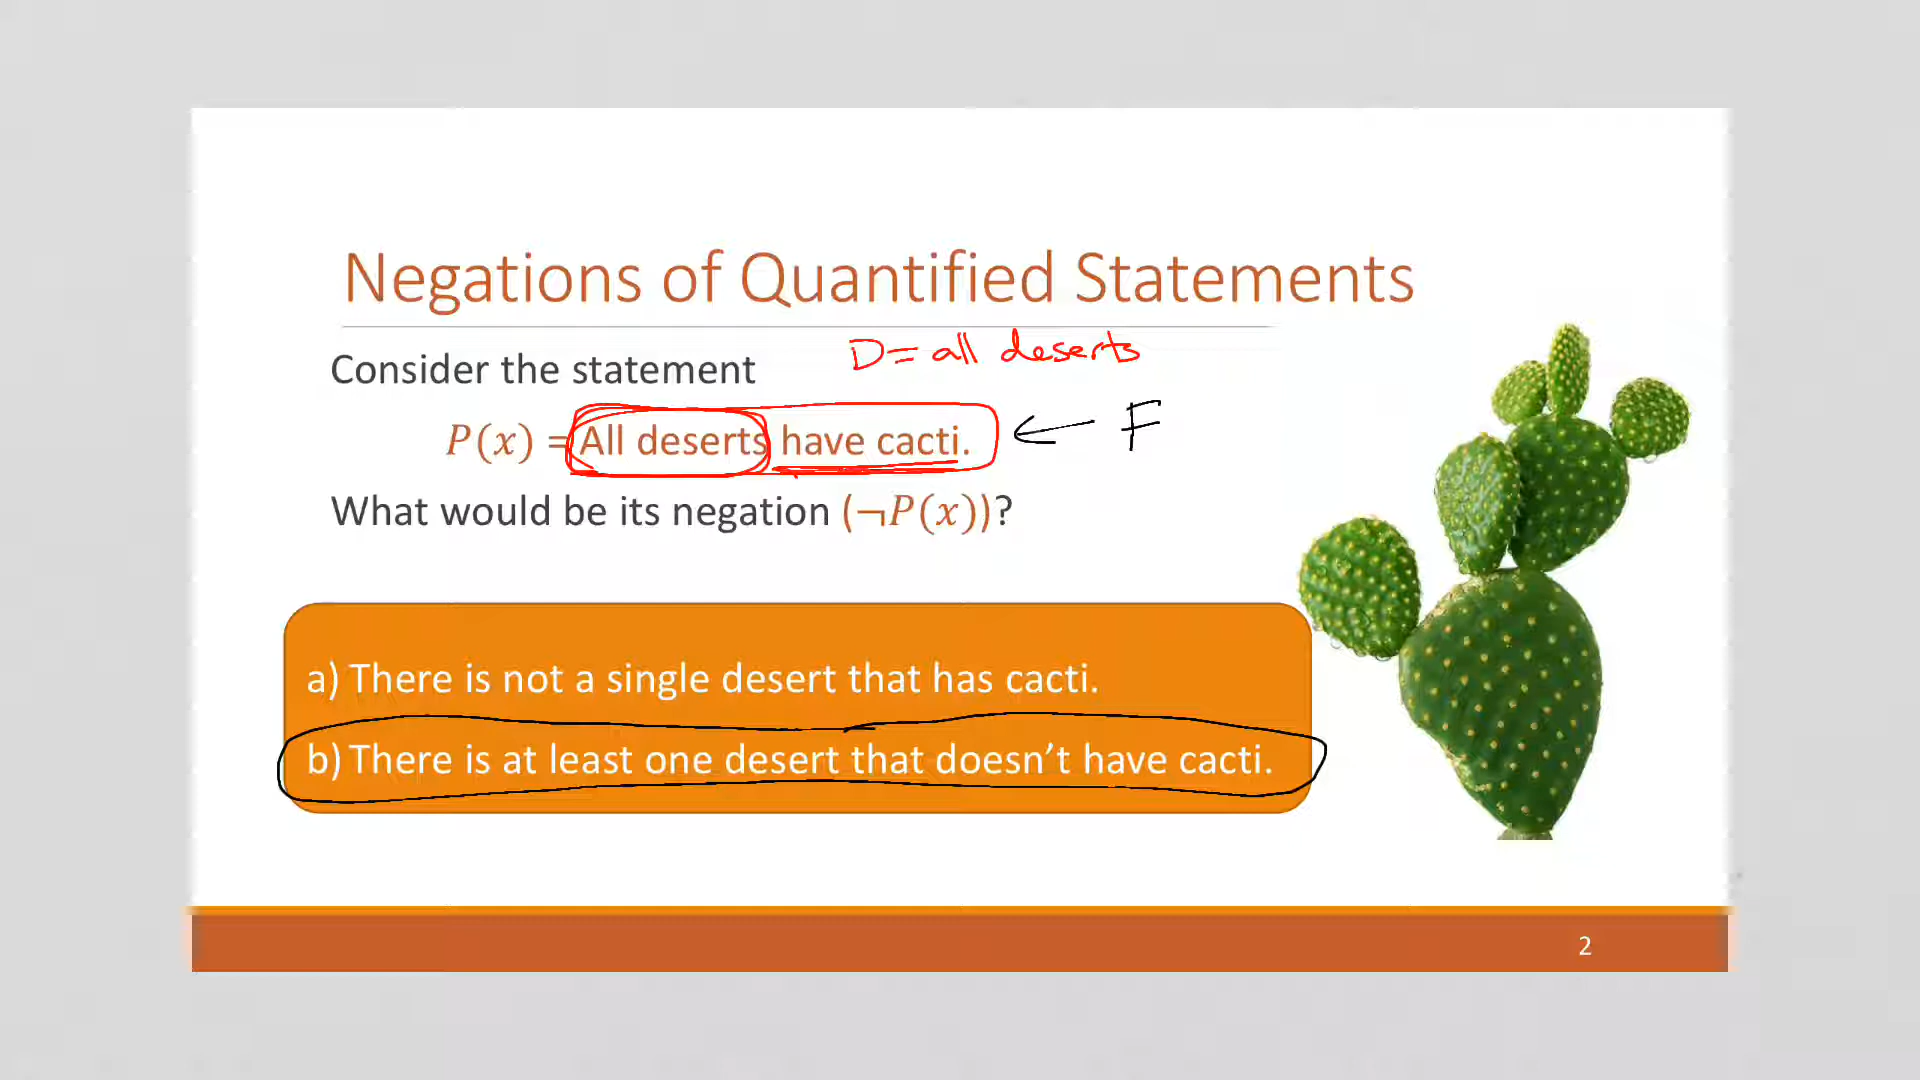 Negations of Quantified Statements
D = all deserts
Consider the statement
P(x) = All deserts have cacti. ← F
What would be its negation (¬P(x))?
a) There is not a single desert that has cacti.
b) There is at least one desert that doesn’t have cacti.
2